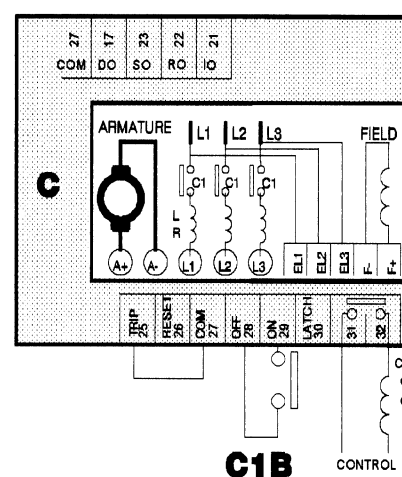 27 17 23 22 21
COM DO SO RO IO
ARMATURE L1 L2 L3 FIELD
C
C1 C1 C1
L
R
A+ A- L1 L2 L3 EL1 EL2 EL3 F- F+
TRIP RESET COM OFF ON LATCH
25 26 27 28 29 30 31 32
C
C1B
CONTROL